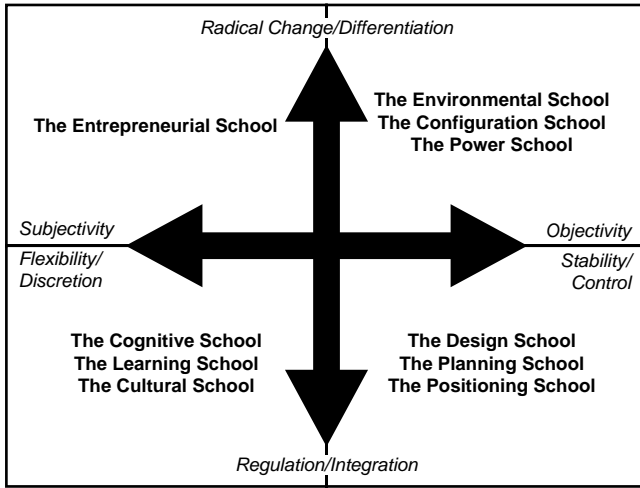 Radical Change/Differentiation
The Entrepreneurial School
The Environmental School
The Configuration School
The Power School
Subjectivity
Flexibility/
Discretion
Objectivity
Stability/
Control
The Cognitive School
The Learning School
The Cultural School
The Design School
The Planning School
The Positioning School
Regulation/Integration